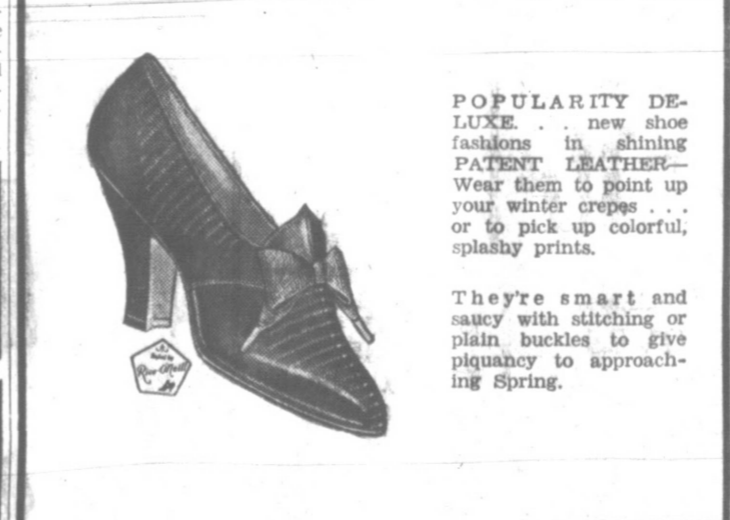 POPULARITY DE-
LUXE. . . new shoe
fashions in shining
PATENT LEATHER—
Wear them to point up
your winter crepes . . .
or to pick up colorful,
splashy prints.
They're smart and
saucy with stitching or
plain buckles to give
piquancy to approach-
ing Spring.